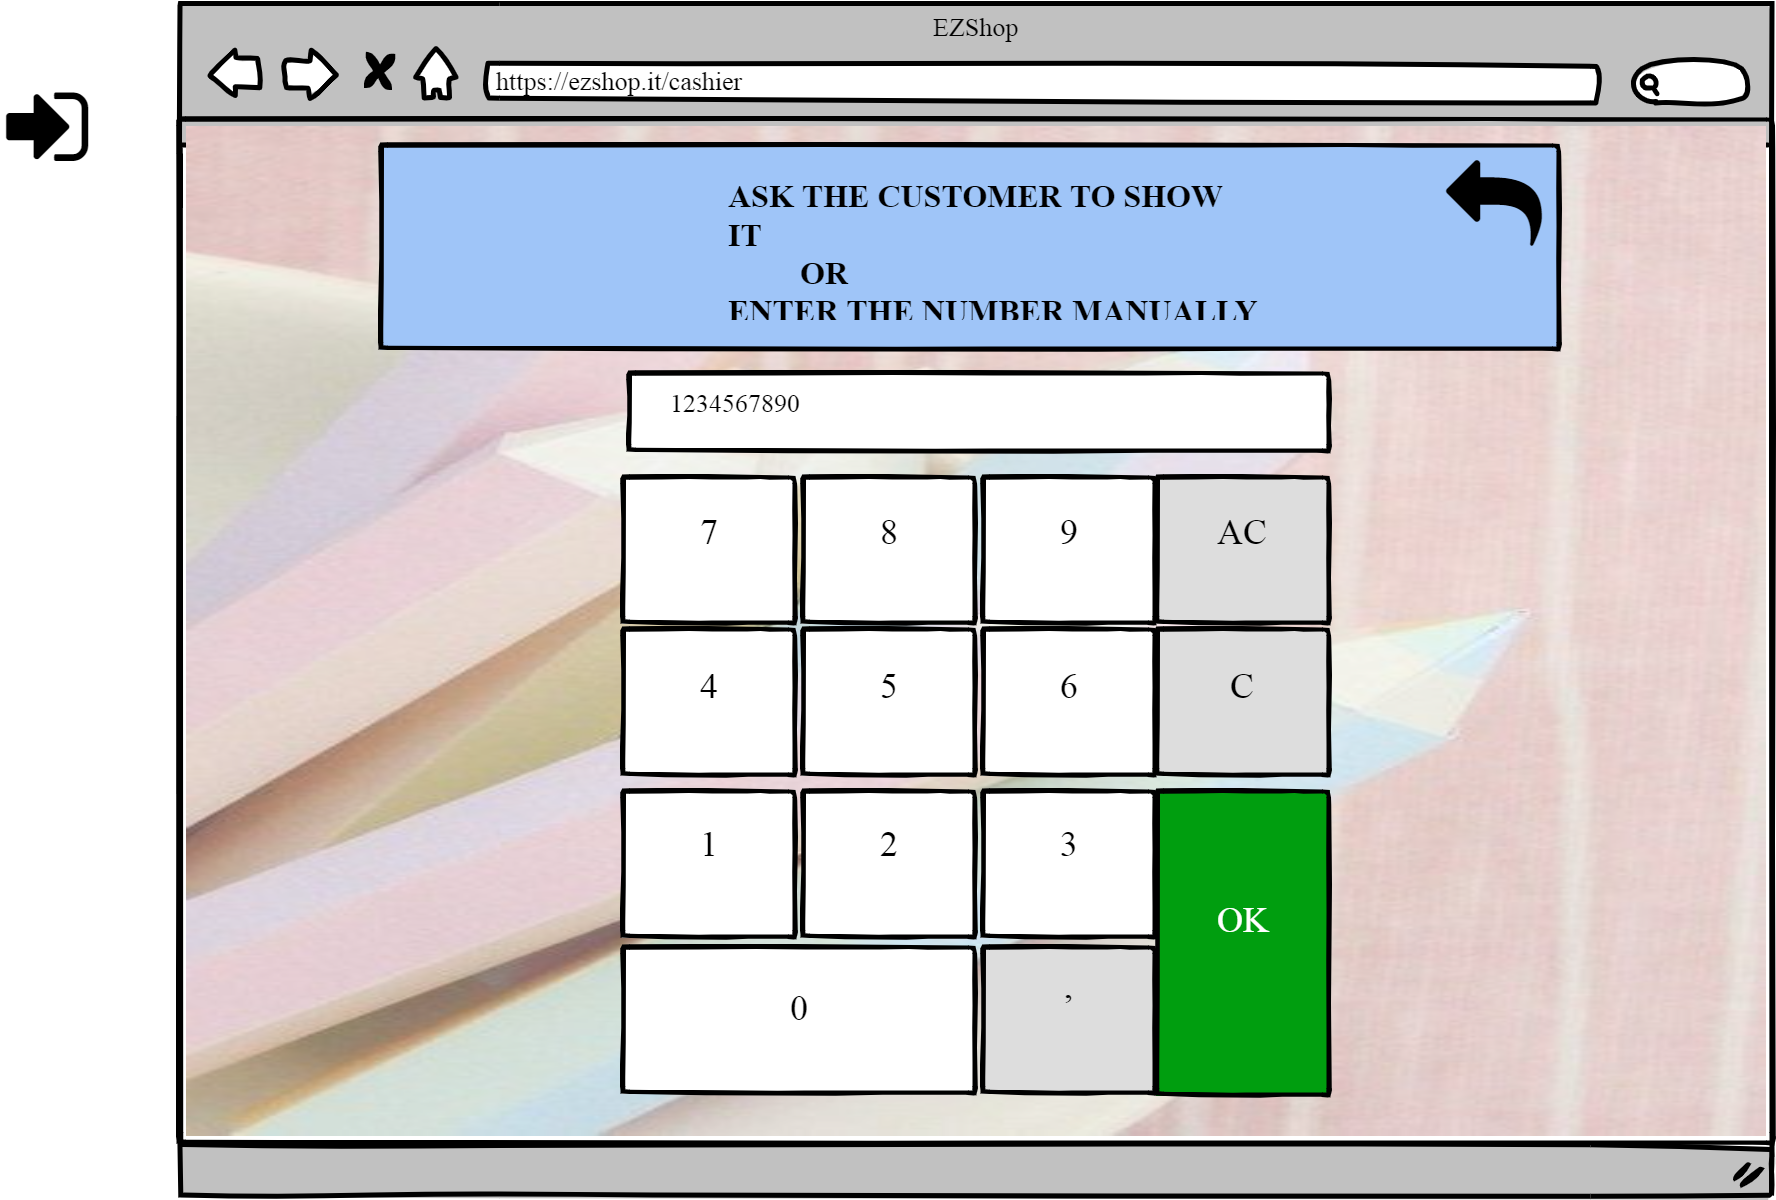 EZShop
https://ezshop.it/cashier
ASK THE CUSTOMER TO SHOW
IT
OR
ENTER THE NUMBER MANUALLY
1234567890
7 8 9 AC
4 5 6 C
1 2 3
OK
0 ,